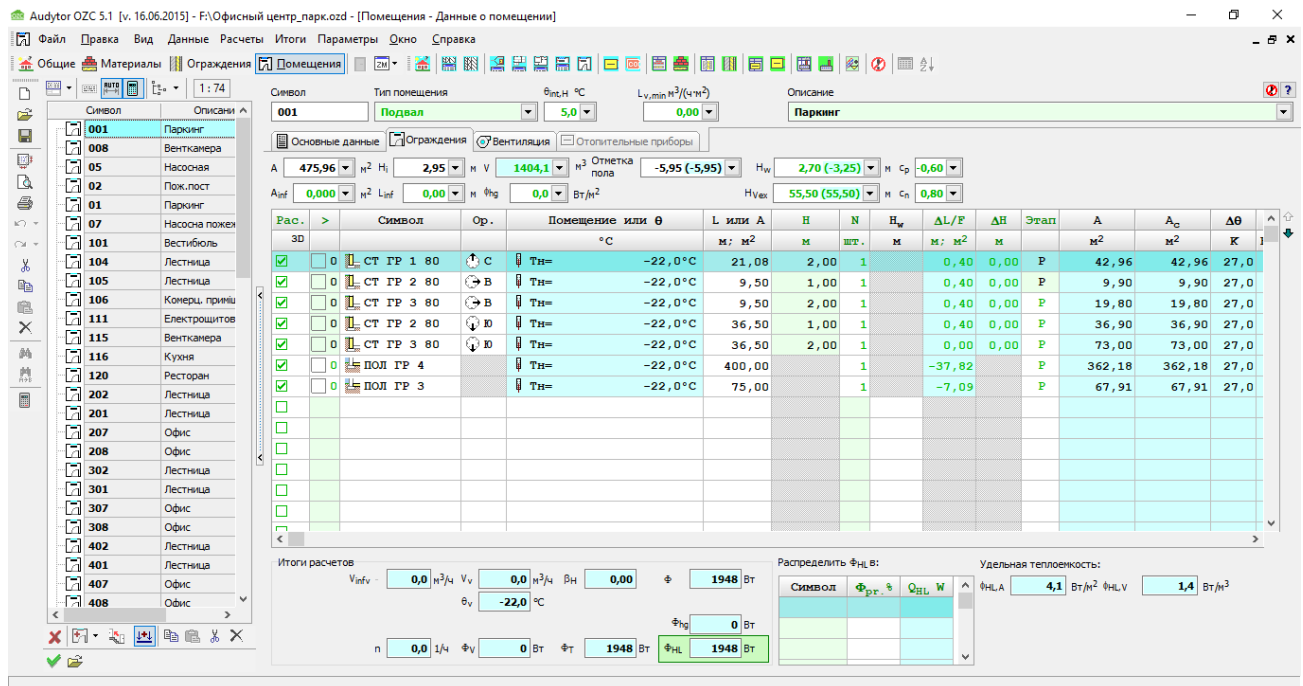 Audytor OZC 5.1 [v. 16.06.2015] - F:\Офисный центр_парк.ozd - [Помещения - Данные о помещении]
Файл Правка Вид Данные Расчеты Итоги Параметры Окно Справка
Общие Материалы Ограждения Помещения
1 : 74
Символ Описани
001 Паркинг
008 Венткамера
05 Насосная
02 Пож.пост
01 Паркинг
07 Насосна пожеж
101 Вестибюль
104 Лестница
105 Лестница
106 Комерц. приміщ
111 Електрощитов
115 Венткамера
116 Кухня
120 Ресторан
202 Лестница
201 Лестница
207 Офис
208 Офис
302 Лестница
301 Лестница
307 Офис
308 Офис
402 Лестница
401 Лестница
407 Офис
408 Офис
Символ Тип помещения θint,H °C Lv,min м³/(ч·м²) Описание
001 Подвал 5,0 0,00 Паркинг
Основные данные Ограждения Вентиляция Отопительные приборы
A 475,96 м² Hi 2,95 м V 1404,1 м³ Отметка пола -5,95 (-5,95) Hw 2,70 (-3,25) м cp -0,60
Ainf 0,000 м² Linf 0,00 м Φhg 0,0 Вт/м² HVex 55,50 (55,50) м cn 0,80
Рас. > Символ Ор. Помещение или θ L или A H N Hw ΔL/F ΔH Этап A Ac Δθ
3D °C м; м² м шт. м м; м² м м² м² K
0 СТ ГР 1 80 С Тн= -22,0°C 21,08 2,00 1 0,40 0,00 Р 42,96 42,96 27,0
0 СТ ГР 2 80 В Тн= -22,0°C 9,50 1,00 1 0,40 0,00 Р 9,90 9,90 27,0
0 СТ ГР 3 80 В Тн= -22,0°C 9,50 2,00 1 0,40 0,00 Р 19,80 19,80 27,0
0 СТ ГР 2 80 Ю Тн= -22,0°C 36,50 1,00 1 0,40 0,00 Р 36,90 36,90 27,0
0 СТ ГР 3 80 Ю Тн= -22,0°C 36,50 2,00 1 0,00 0,00 Р 73,00 73,00 27,0
0 ПОЛ ГР 4 Тн= -22,0°C 400,00 1 -37,82 Р 362,18 362,18 27,0
0 ПОЛ ГР 3 Тн= -22,0°C 75,00 1 -7,09 Р 67,91 67,91 27,0
Итоги расчетов
Vinfv 0,0 м³/ч Vv 0,0 м³/ч βH 0,00 Φ 1948 Вт
θv -22,0 °C
Φhg 0 Вт
n 0,0 1/ч ΦV 0 Вт ΦT 1948 Вт ΦHL 1948 Вт
Распределить ΦHL в:
Символ Φpr.% QHL W
Удельная теплоемкость:
ΦHL,A 4,1 Вт/м² ΦHL,V 1,4 Вт/м³